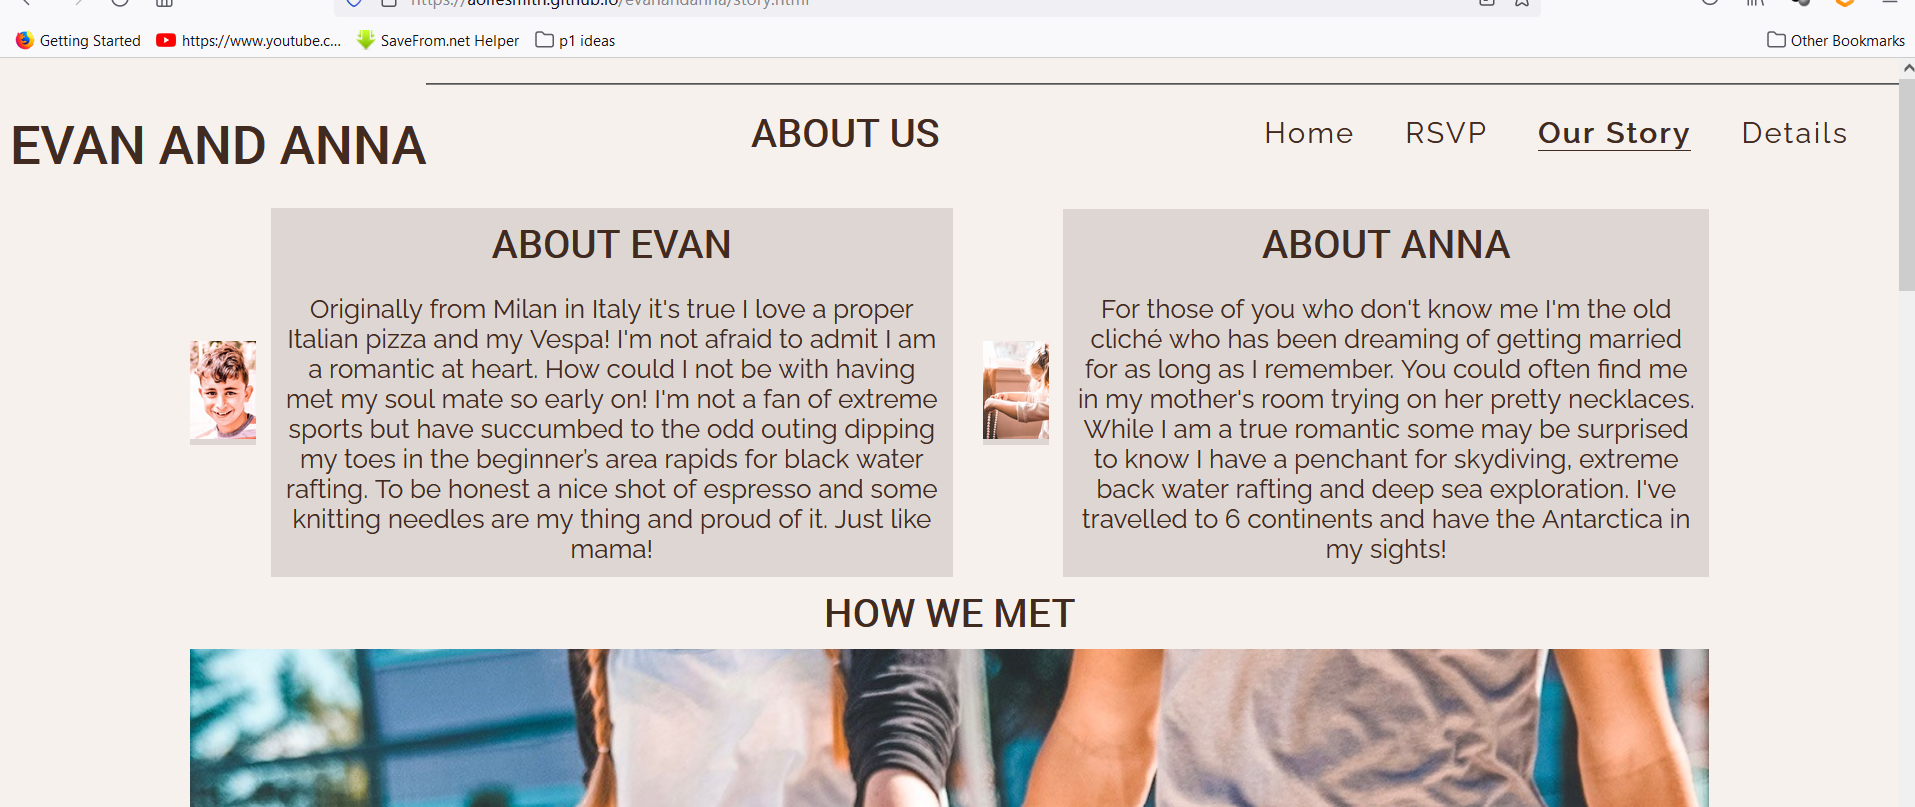 https://aoifesmith.github.io/evanandanna/story.html
Getting Started https://www.youtube.c... SaveFrom.net Helper p1 ideas Other Bookmarks
EVAN AND ANNA
ABOUT US
Home RSVP Our Story Details
ABOUT EVAN
Originally from Milan in Italy it's true I love a proper
Italian pizza and my Vespa! I'm not afraid to admit I am
a romantic at heart. How could I not be with having
met my soul mate so early on! I'm not a fan of extreme
sports but have succumbed to the odd outing dipping
my toes in the beginner’s area rapids for black water
rafting. To be honest a nice shot of espresso and some
knitting needles are my thing and proud of it. Just like
mama!
ABOUT ANNA
For those of you who don't know me I'm the old
cliché who has been dreaming of getting married
for as long as I remember. You could often find me
in my mother's room trying on her pretty necklaces.
While I am a true romantic some may be surprised
to know I have a penchant for skydiving, extreme
back water rafting and deep sea exploration. I've
travelled to 6 continents and have the Antarctica in
my sights!
HOW WE MET